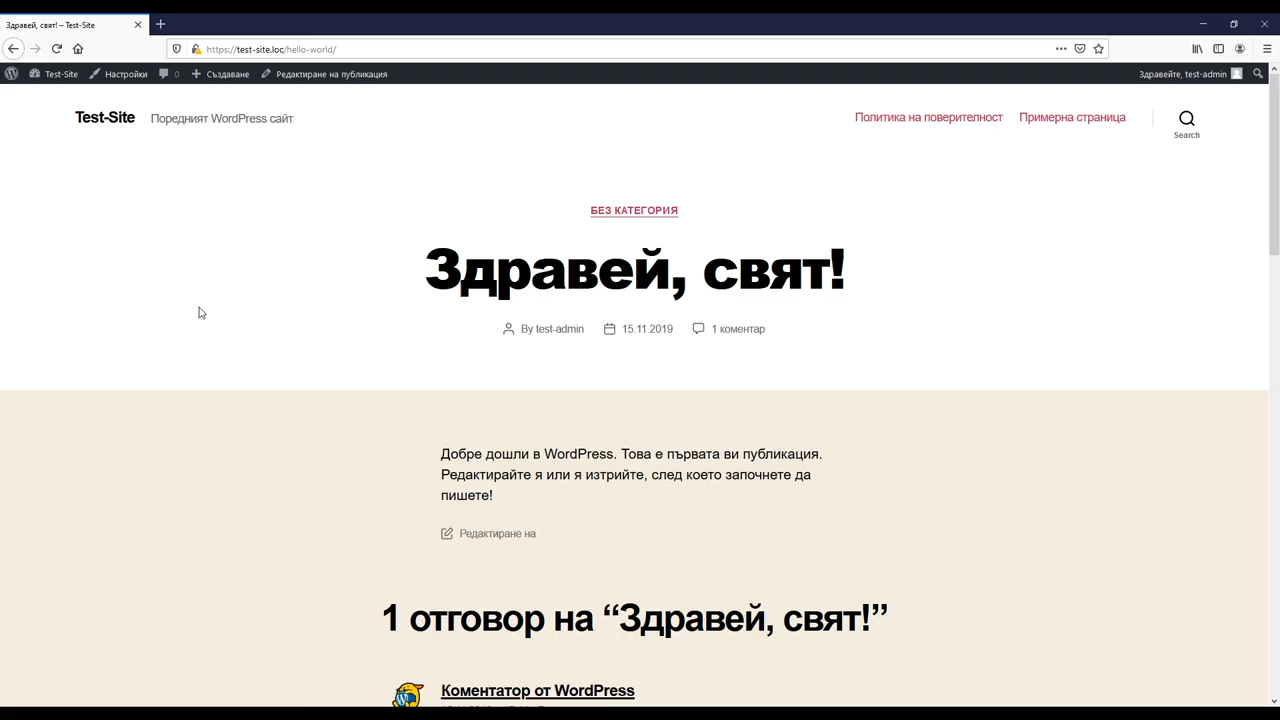 Здравей, свят! – Test-Site
https://test-site.loc/hello-world/
Test-Site
Настройки
0
Създаване
Редактиране на публикация
Здравейте, test-admin
Test-Site
Поредният WordPress сайт
Политика на поверителност
Примерна страница
Search
БЕЗ КАТЕГОРИЯ
Здравей, свят!
By test-admin
15.11.2019
1 коментар
Добре дошли в WordPress. Това е първата ви публикация.
Редактирайте я или я изтрийте, след което започнете да
пишете!
Редактиране на
1 отговор на “Здравей, свят!”
Коментатор от WordPress